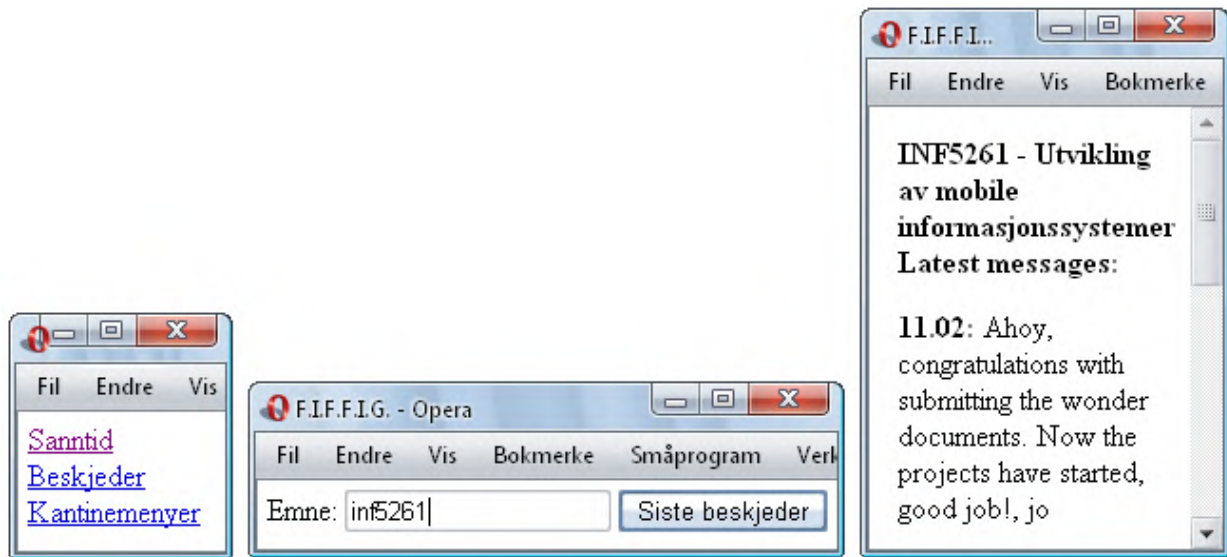 Fil Endre Vis
Sanntid
Beskjeder
Kantinemenyer
F.I.F.F.I.G. - Opera
Fil Endre Vis Bokmerke Småprogram Verk
Emne: inf5261 Siste beskjeder
F.I.F.F.I...
Fil Endre Vis Bokmerke
INF5261 - Utvikling
av mobile
informasjonssystemer
Latest messages:
11.02: Ahoy,
congratulations with
submitting the wonder
documents. Now the
projects have started,
good job!, jo